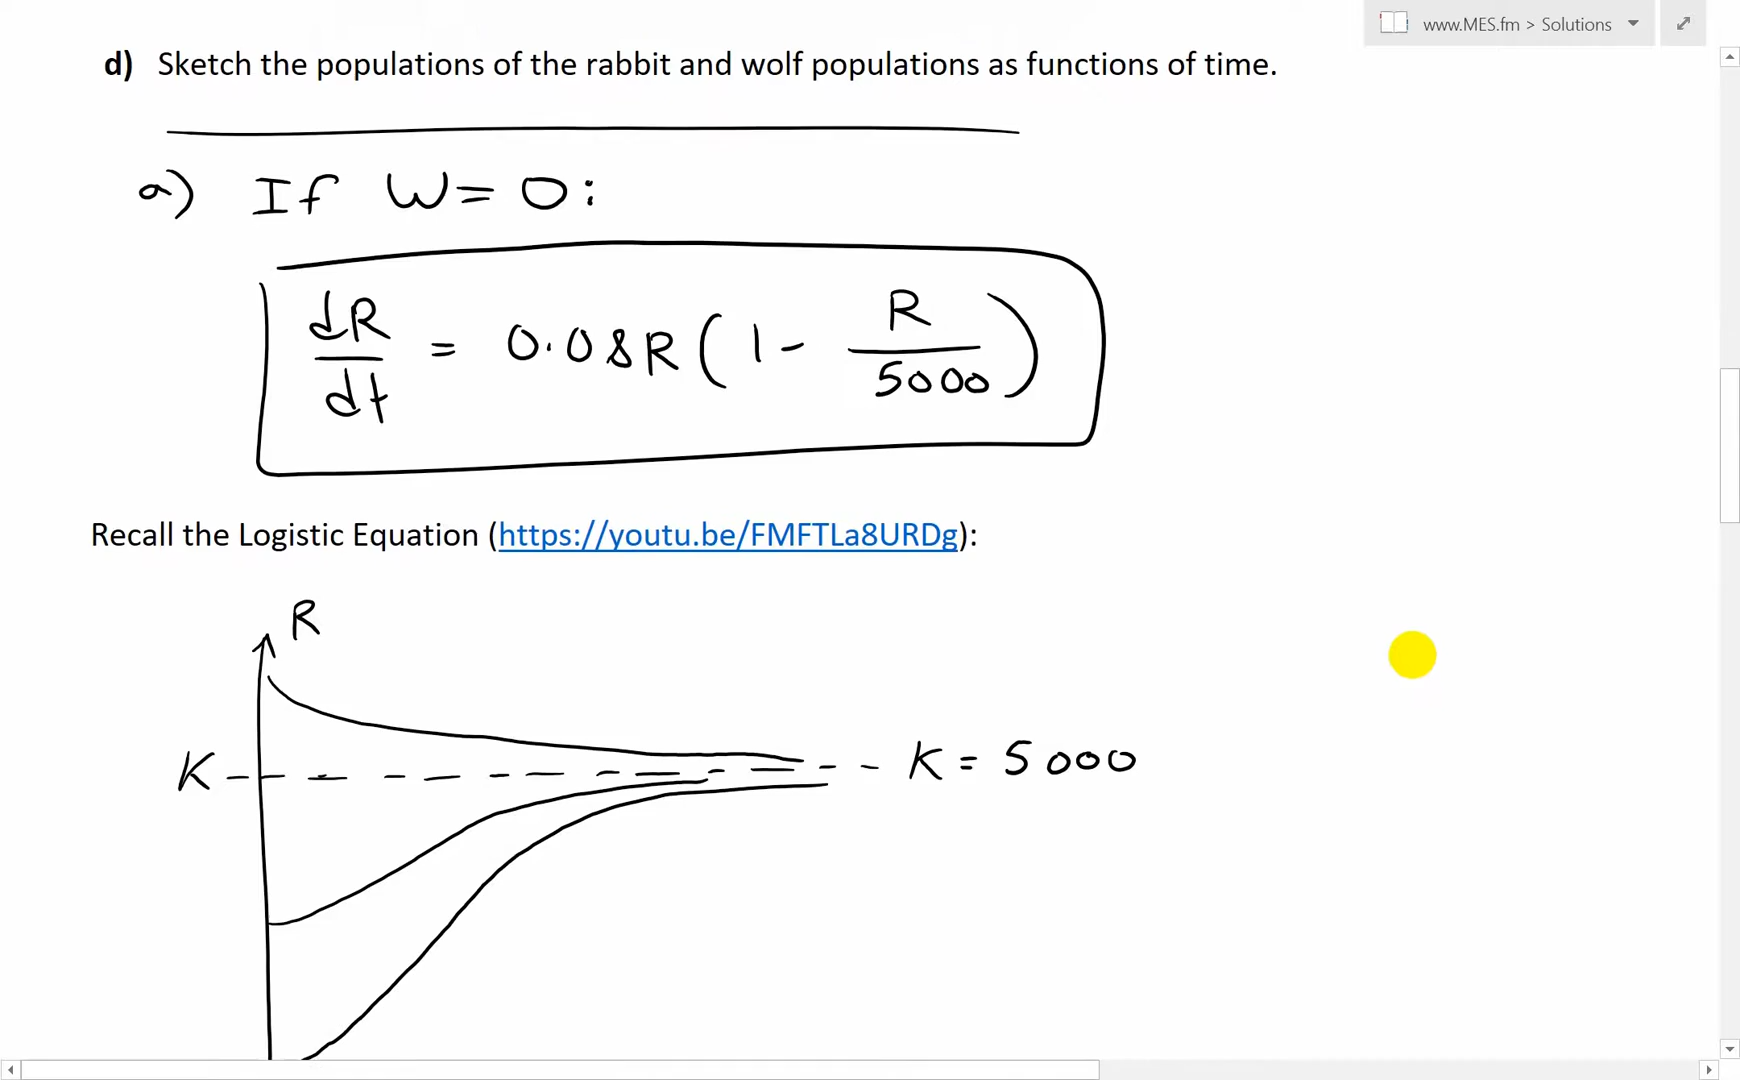 www.MES.fm > Solutions
d) Sketch the populations of the rabbit and wolf populations as functions of time.
a) If W = 0:
dR/dt = 0.08R(1 - R/5000)
Recall the Logistic Equation (https://youtu.be/FMFTLa8URDg):
R
K
K = 5000